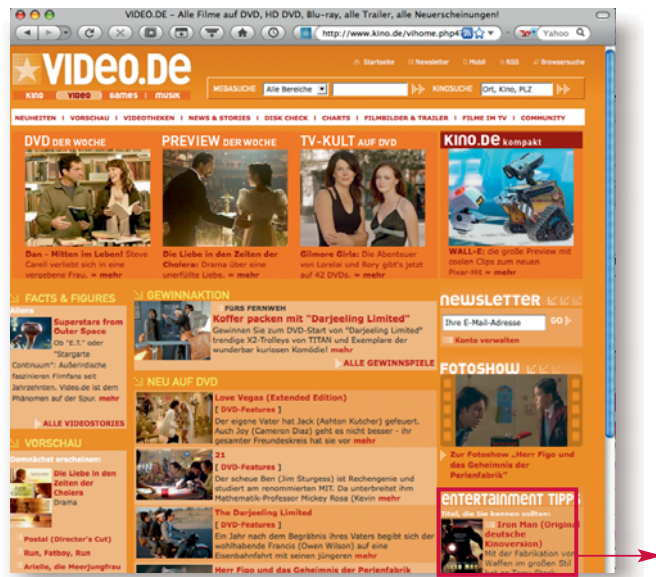 VIDEO.DE – Alle Filme auf DVD, HD DVD, Blu-ray, alle Trailer, alle Neuerscheinungen!
http://www.kino.de/vihome.php4
Yahoo
VIDEO.DE
KINO VIDEO GAMES MUSIK
Startseite Newsletter Mobil RSS Browsersuche
MEGASUCHE Alle Bereiche KINOSUCHE Ort, Kino, PLZ
NEUHEITEN I VORSCHAU I VIDEOTHEKEN I NEWS & STORIES I DISK CHECK I CHARTS I FILMBILDER & TRAILER I FILME IM TV I COMMUNITY
DVD DER WOCHE
Dan - Mitten im Leben! Steve
Carell verliebt sich in eine
vergebene Frau. » mehr
PREVIEW DER WOCHE
Die Liebe in den Zeiten der
Cholera: Drama über eine
unerfüllte Liebe. » mehr
TV-KULT AUF DVD
Gilmore Girls: Die Abenteuer
von Lorelai und Rory gibt's jetzt
auf 42 DVDs. » mehr
KINO.DE kompakt
WALL-E: die große Preview mit
coolen Clips zum neuen
Pixar-Hit » mehr
FACTS & FIGURES
Aliens
Superstars from
Outer Space
Ob "E.T." oder
"Stargarte
Continuum": Außerirdische
faszinieren Filmfans seit
Jahrzehnten. Video.de ist dem
Phänomen auf der Spur. mehr
ALLE VIDEOSTORIES
VORSCHAU
Demnächst erscheinen:
Die Liebe in den
Zeiten der
Cholera
Drama
Postal (Director's Cut)
Run, Fatboy, Run
Arielle, die Meerjungfrau
GEWINNAKTION
FÜRS FERNWEH
Koffer packen mit "Darjeeling Limited"
Gewinnen Sie zum DVD-Start von "Darjeeling Limited"
trendige X2-Trolleys von TITAN und Exemplare der
wunderbar kuriosen Komödie! mehr
ALLE GEWINNSPIELE
NEU AUF DVD
Love Vegas (Extended Edition)
[ DVD-Features ]
Der eigene Vater hat Jack (Ashton Kutcher) gefeuert.
Auch Joy (Cameron Diaz) geht es nicht besser - ihr
gesamter Freundeskreis hat sie vor mehr
21
[ DVD-Features ]
Der scheue Ben (Jim Sturgess) ist Rechengenie und
studiert am renommierten MIT. Da unterbreitet ihm
Mathematik-Professor Mickey Rosa (Kevin mehr
The Darjeeling Limited
[ DVD-Features ]
Ein Jahr nach dem Begräbnis ihres Vaters begibt sich der
wohlhabende Francis (Owen Wilson) auf eine
Eisenbahnfahrt mit seinen jüngeren mehr
Herr Figo und das Geheimnis der Perlenfabrik
NEWSLETTER
Ihre E-Mail-Adresse GO
Konto verwalten
FOTOSHOW
Zur Fotoshow „Herr Figo und
das Geheimnis der
Perlenfabrik"
ENTERTAINMENT TIPPS
Titel, die Sie kennen sollten:
Iron Man (Original
deutsche
Kinoversion)
Mit der Fabrikation von
Waffen im großen Stil
hat es Tony Stark